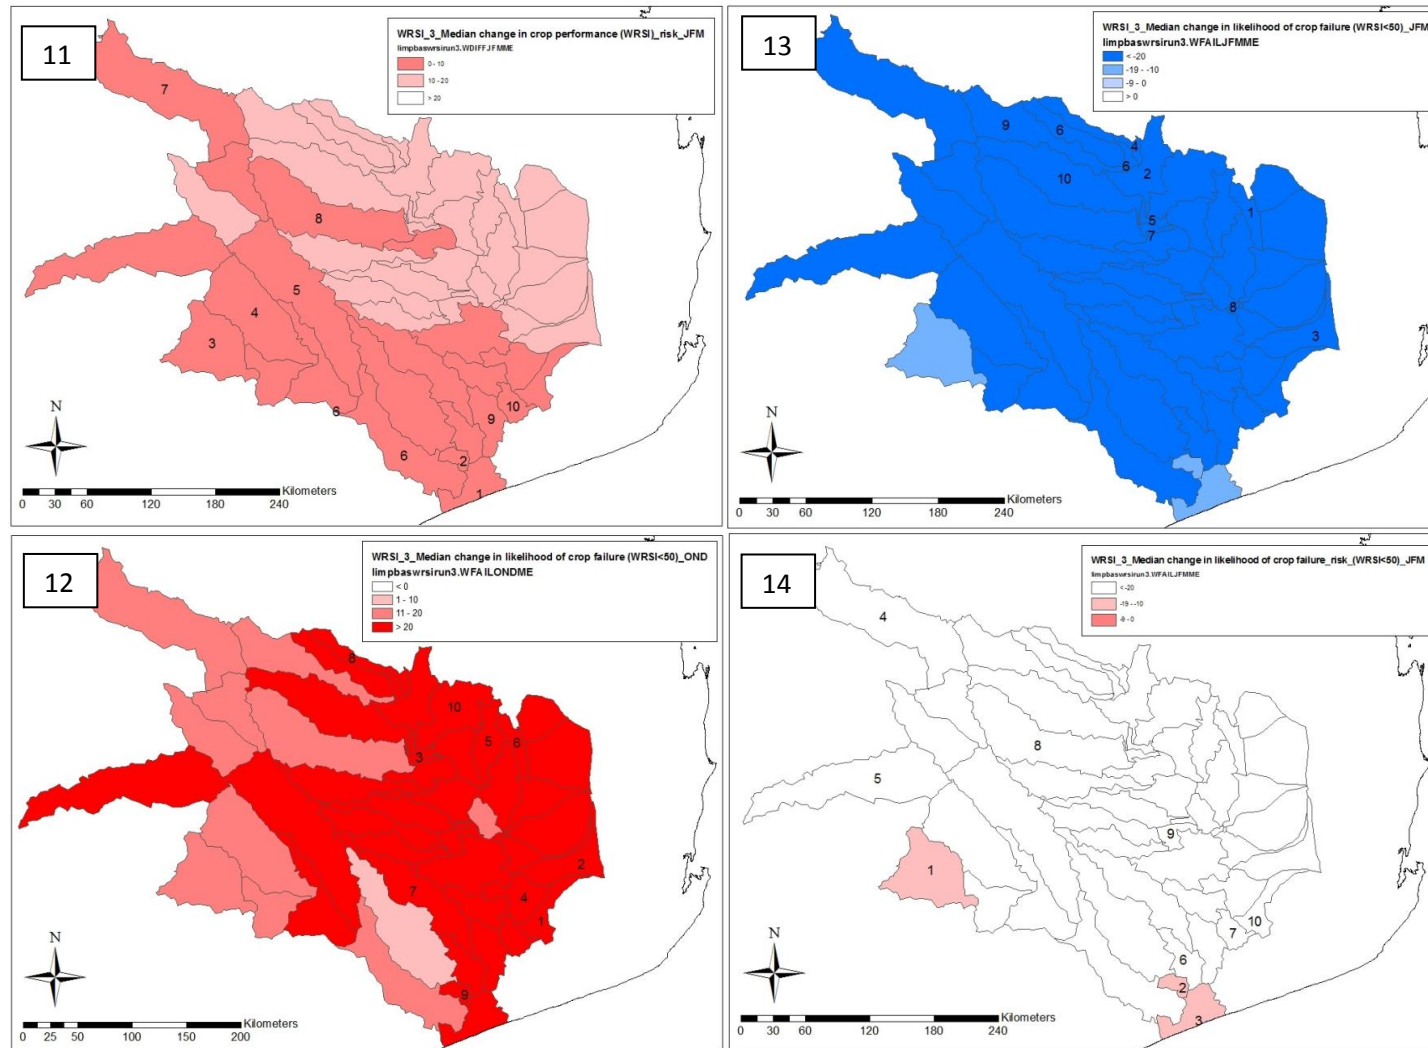 11
WRSI_3_Median change in crop performance (WRSI)_risk_JFM
limpbaswrsirun3.WDIFFJFMME
0 - 10
10 - 20
> 20
7
8
5
4
3
6
10
9
6
2
1
N
Kilometers
0 30 60 120 180 240
13
WRSI_3_Median change in likelihood of crop failure (WRSI<50)_JFM
limpbaswrsirun3.WFAILJFMME
< -20
-19 - -10
-9 - 0
> 0
9
6
4
6
2
10
5
1
7
8
3
N
Kilometers
0 30 60 120 180 240
12
WRSI_3_Median change in likelihood of crop failure (WRSI<50)_OND
limpbaswrsirun3.WFAILONDME
< 0
1 - 10
11 - 20
> 20
8
10
5
6
3
2
7
4
1
9
N
Kilometers
0 25 50 100 150 200
14
WRSI_3_Median change in likelihood of crop failure_risk_(WRSI<50)_JFM
limpbaswrsirun3.WFAILJFMME
<-20
-19 - -10
-9 - 0
4
8
5
9
1
10
7
6
2
3
N
Kilometers
0 30 60 120 180 240